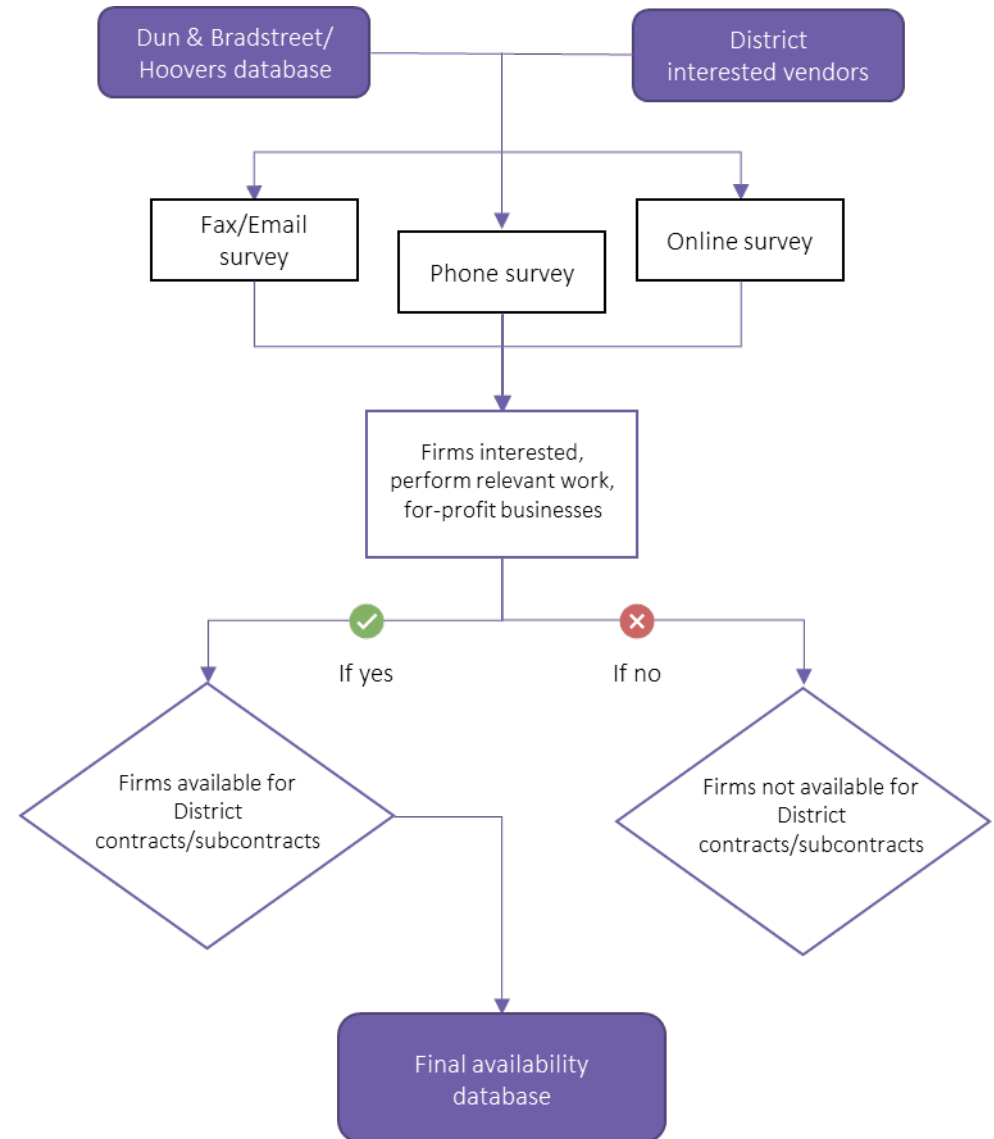 Dun & Bradstreet/
Hoovers database
District
interested vendors
Fax/Email
survey
Phone survey
Online survey
Firms interested,
perform relevant work,
for-profit businesses
If yes
If no
Firms available for
District
contracts/subcontracts
Firms not available for
District
contracts/subcontracts
Final availability
database